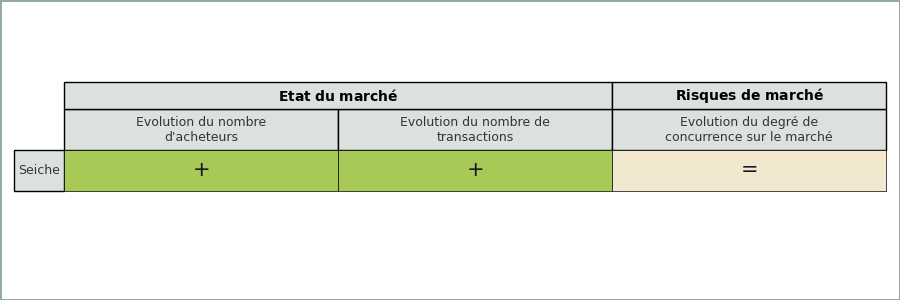 Etat du marché
Risques de marché
Evolution du nombre
d'acheteurs
Evolution du nombre de
transactions
Evolution du degré de
concurrence sur le marché
Seiche
+
+
=